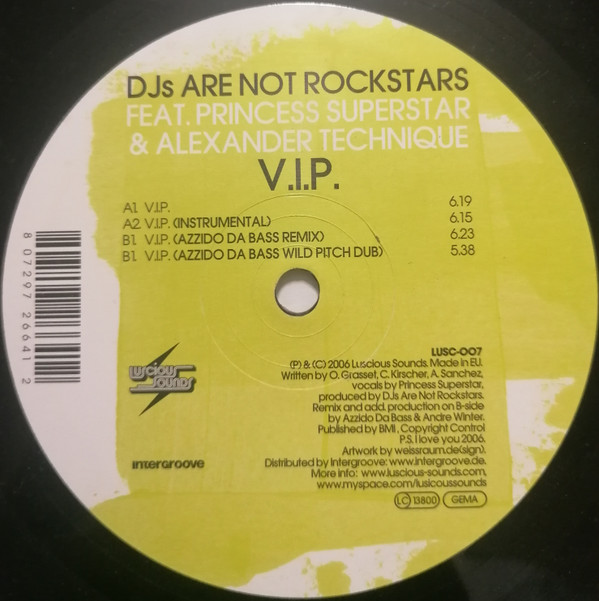 DJs ARE NOT ROCKSTARS
FEAT. PRINCESS SUPERSTAR
& ALEXANDER TECHNIQUE
V.I.P.
A1 V.I.P. 6.19
A2 V.I.P. (INSTRUMENTAL) 6.15
B1 V.I.P. (AZZIDO DA BASS REMIX) 6.23
B1 V.I.P. (AZZIDO DA BASS WILD PITCH DUB) 5.38
8 07297 26641 2
LUSCIOUS
SOUNDS
intergroove
LUSC-007
(P) & (C) 2006 Luscious Sounds. Made in EU.
Written by O. Grasset, C. Kirscher, A. Sanchez,
vocals by Princess Superstar,
produced by DJs Are Not Rockstars.
Remix and add. production on B-side
by Azzido Da Bass & Andre Winter.
Published by BMI, Copyright Control
P.S. I love you 2006.
Artwork by weissraum.de(sign).
Distributed by Intergroove: www.intergroove.de.
More info: www.luscious-sounds.com,
www.myspace.com/lusicoussounds
LC 13800 GEMA